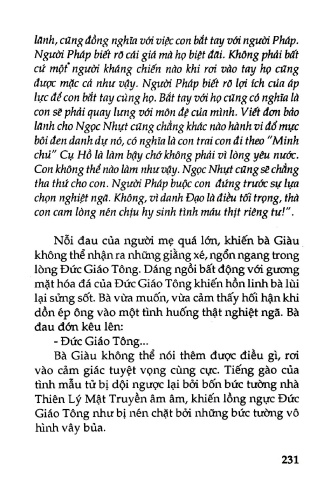 lãnh, cũng đồng nghĩa với việc con bắt tay với người Pháp.
Người Pháp biết rõ cái giá mà họ biệt đãi. Không phải bất
cứ một người kháng chiến nào khi rơi vào tay họ cũng
được mặc cả như vậy. Người Pháp biết rõ lợi ích của áp
lực để con bắt tay cùng họ. Bắt tay với họ cũng có nghĩa là
con sẽ phải quay lưng với môn đệ của mình. Viết đơn bảo
lãnh cho Ngọc Nhựt cũng chẳng khác nào hành vi đổ mực
bôi đen danh dự nó, có nghĩa là con trai con đi theo "Minh
chủ" Cụ Hồ là làm bậy chớ không phải vì lòng yêu nước.
Con không thể nào làm như vậy. Ngọc Nhựt cũng sẽ chẳng
tha thứ cho con. Người Pháp buộc con đứng trước sự lựa
chọn nghiệt ngã. Không, vì danh Đạo là điều tối trọng, thà
con cam lòng nén chịu hy sinh tình máu thịt riêng tư!".
Nỗi đau của người mẹ quá lớn, khiến bà Giàu
không thể nhận ra những giằng xé, ngổn ngang trong
lòng Đức Giáo Tông. Dáng ngồi bất động với gương
mặt hóa đá của Đức Giáo Tông khiến hồn linh bà lùi
lại sửng sốt. Bà vừa muốn, vừa cảm thấy hối hận khi
dồn ép ông vào một tình huống thật nghiệt ngã. Bà
đau đớn kêu lên:
- Đức Giáo Tông...
Bà Giàu không thể nói thêm được điều gì, rơi
vào cảm giác tuyệt vọng cùng cực. Tiếng gào của
tình mẫu tử bị dội ngược lại bởi bốn bức tường nhà
Thiên Lý Mật Truyền âm âm, khiến lồng ngực Đức
Giáo Tông như bị nén chặt bởi những bức tường vô
hình vây bủa.
231